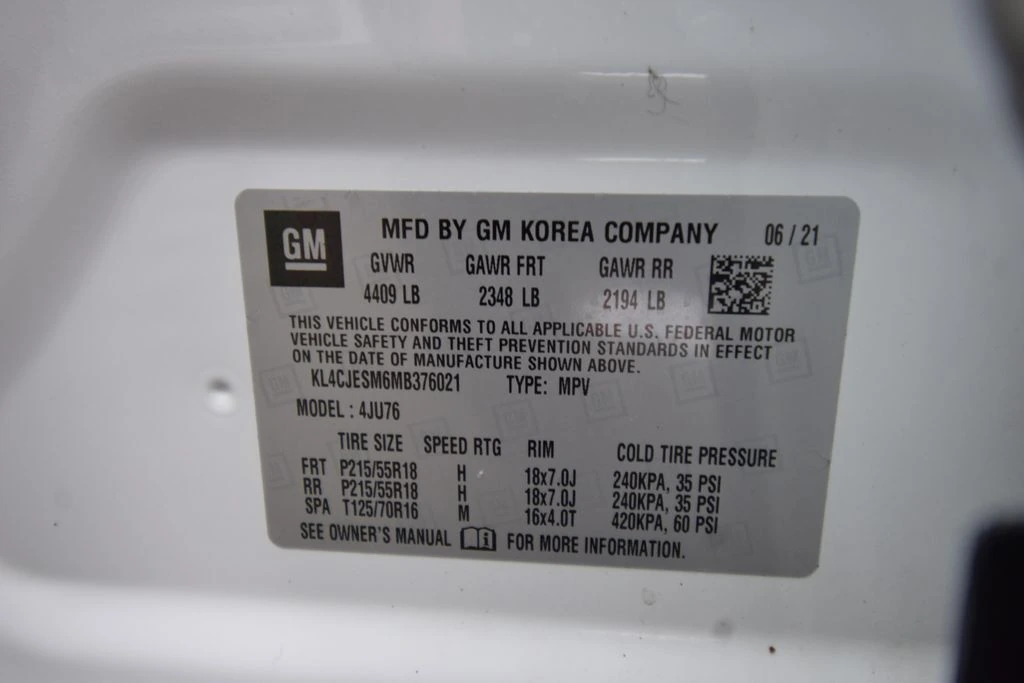 GM MFD BY GM KOREA COMPANY 06 / 21
GVWR GAWR FRT GAWR RR
4409 LB 2348 LB 2194 LB
THIS VEHICLE CONFORMS TO ALL APPLICABLE U.S. FEDERAL MOTOR
VEHICLE SAFETY AND THEFT PREVENTION STANDARDS IN EFFECT
ON THE DATE OF MANUFACTURE SHOWN ABOVE.
KL4CJESM6MB376021 TYPE: MPV
MODEL : 4JU76
TIRE SIZE SPEED RTG RIM COLD TIRE PRESSURE
FRT P215/55R18 H 18x7.0J 240KPA, 35 PSI
RR P215/55R18 H 18x7.0J 240KPA, 35 PSI
SPA T125/70R16 M 16x4.0T 420KPA, 60 PSI
SEE OWNER'S MANUAL FOR MORE INFORMATION.